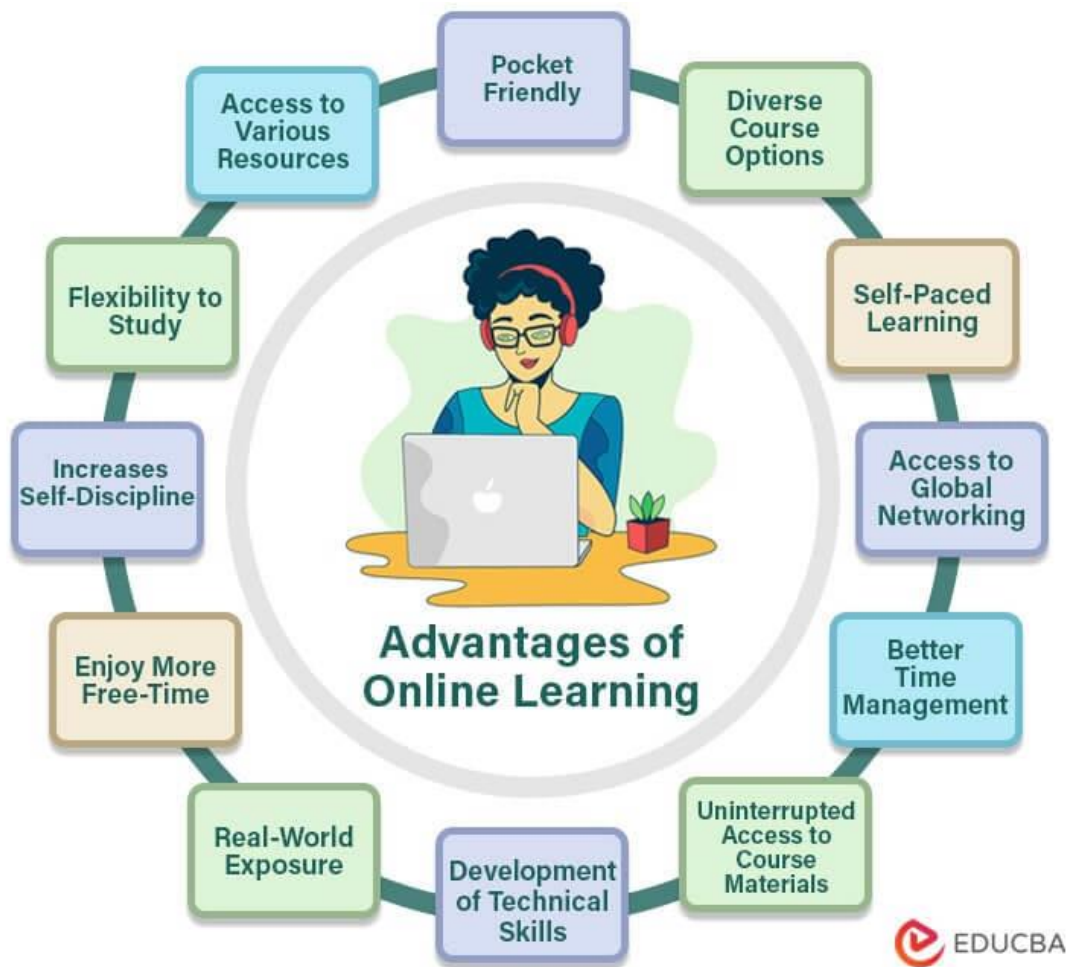 Pocket
Friendly
Diverse
Course
Options
Self-Paced
Learning
Access to
Global
Networking
Better
Time
Management
Uninterrupted
Access to
Course
Materials
Development
of Technical
Skills
Real-World
Exposure
Enjoy More
Free-Time
Increases
Self-Discipline
Flexibility to
Study
Access to
Various
Resources
Advantages of
Online Learning
EDUCBA